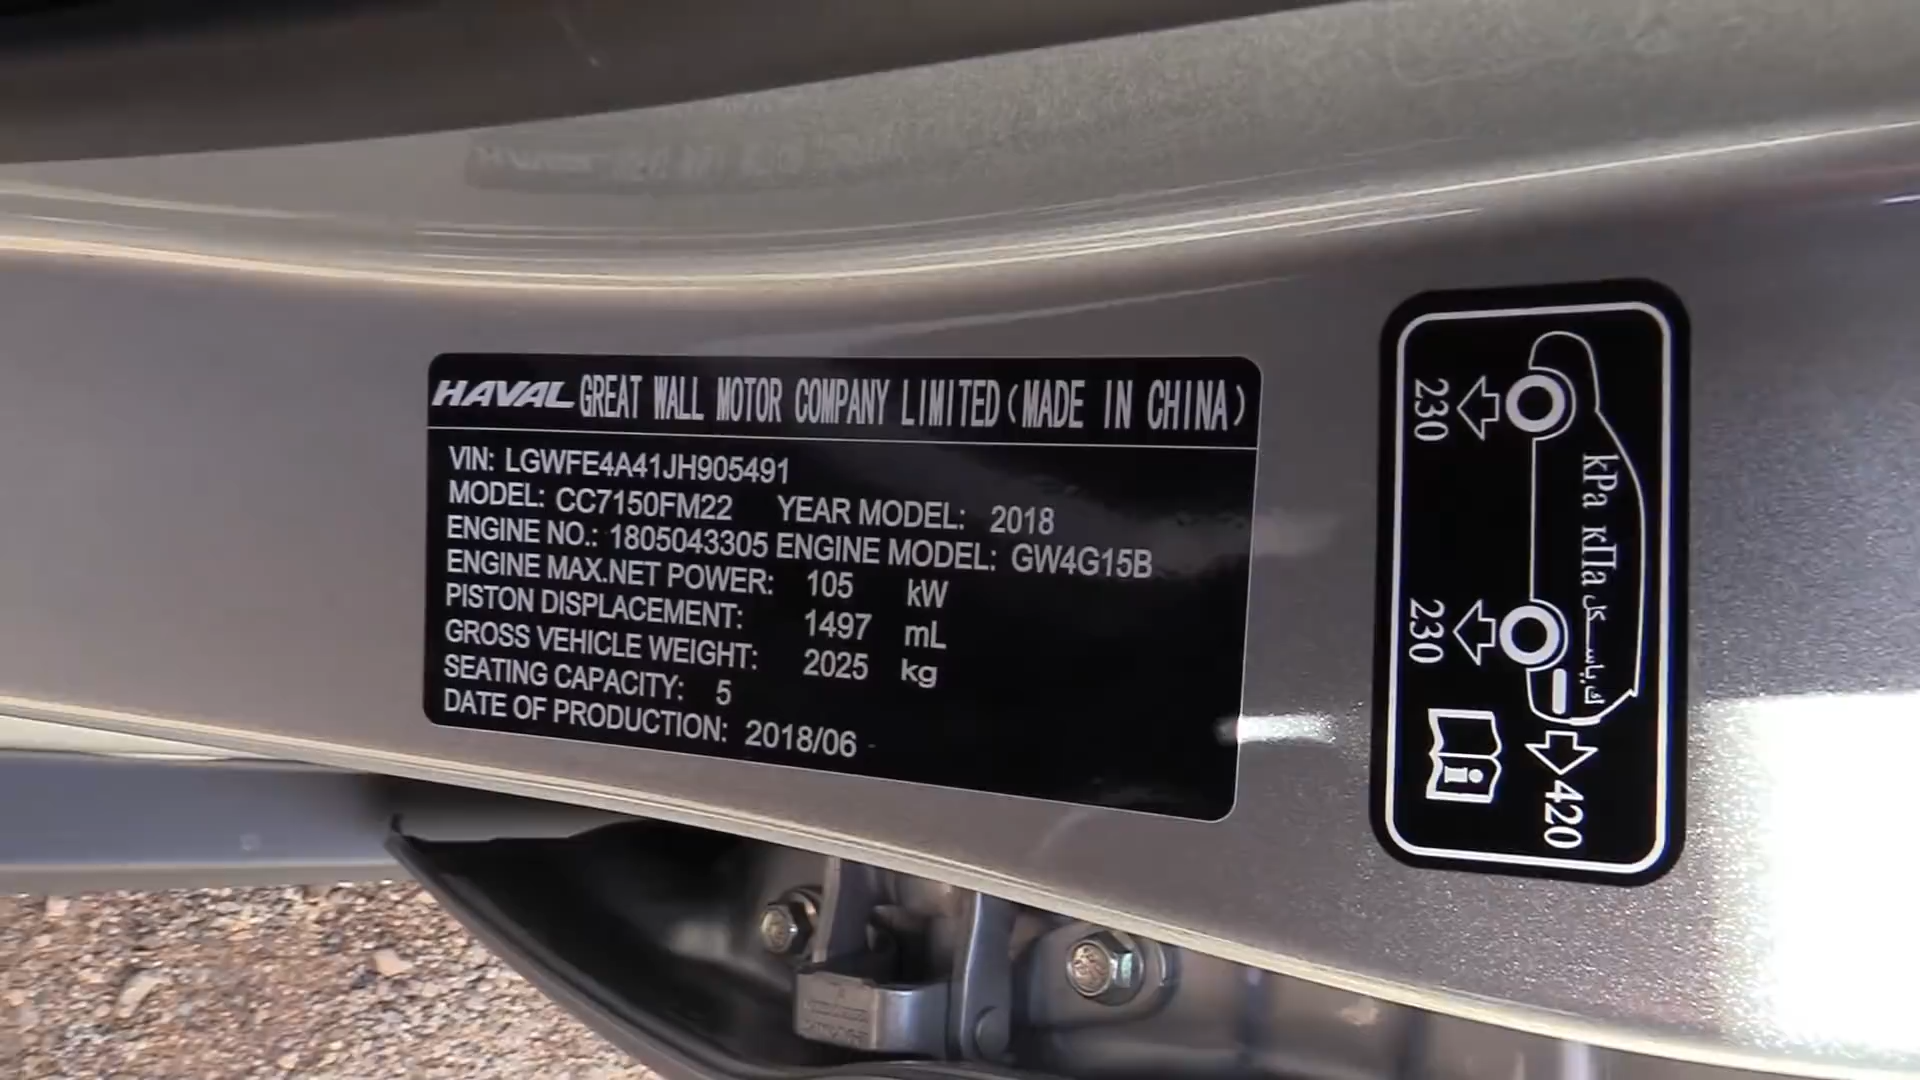 HAVAL GREAT WALL MOTOR COMPANY LIMITED (MADE IN CHINA)
VIN: LGWFE4A41JH905491
MODEL: CC7150FM22 YEAR MODEL: 2018
ENGINE NO.: 1805043305 ENGINE MODEL: GW4G15B
ENGINE MAX.NET POWER: 105 kW
PISTON DISPLACEMENT: 1497 mL
GROSS VEHICLE WEIGHT: 2025 kg
SEATING CAPACITY: 5
DATE OF PRODUCTION: 2018/06
kPa кПа كيلوباسكال
230
230
420
i